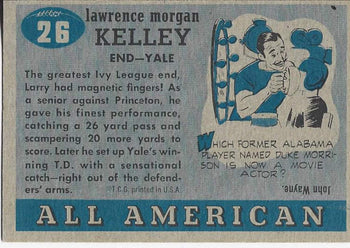 26
lawrence morgan
KELLEY
END—YALE
The greatest Ivy League end,
Larry had magnetic fingers! As
a senior against Princeton, he
gave his finest performance,
catching a 26 yard pass and
scampering 20 more yards to
score. Later he set up Yale's win-
ning T.D. with a sensational
catch—right out of the defend-
ers' arms.
T.C.G. printed in U.S.A.
WHICH FORMER ALABAMA
PLAYER NAMED DUKE MORRI-
SON IS NOW A MOVIE
ACTOR?
John Wayne.
ALL AMERICAN